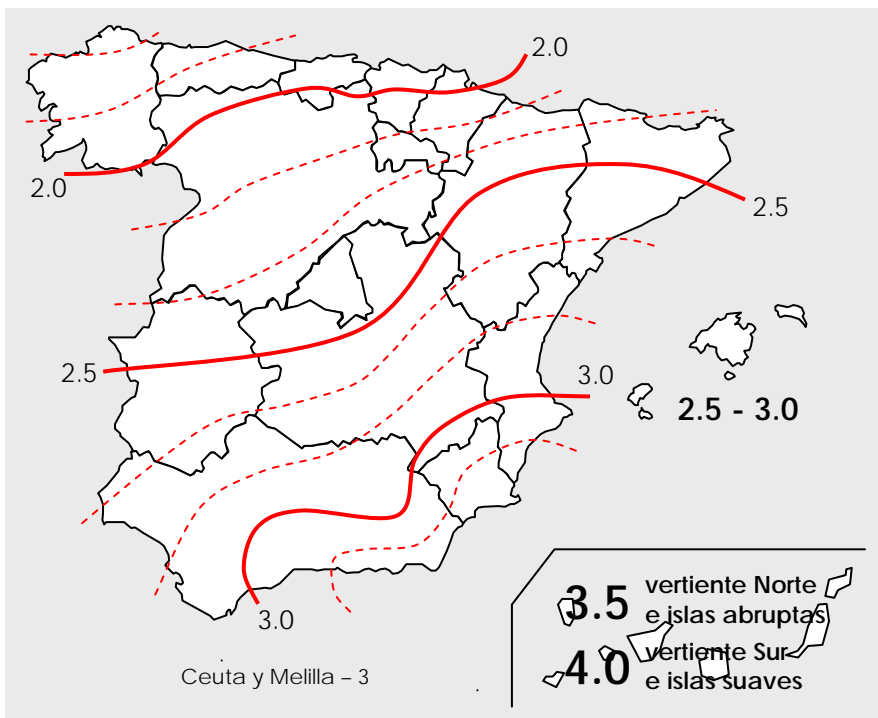 2.0
2.0
2.5
2.5
3.0
2.5 - 3.0
3.0
Ceuta y Melilla – 3
3.5 vertiente Norte
e islas abruptas
4.0 vertiente Sur
e islas suaves